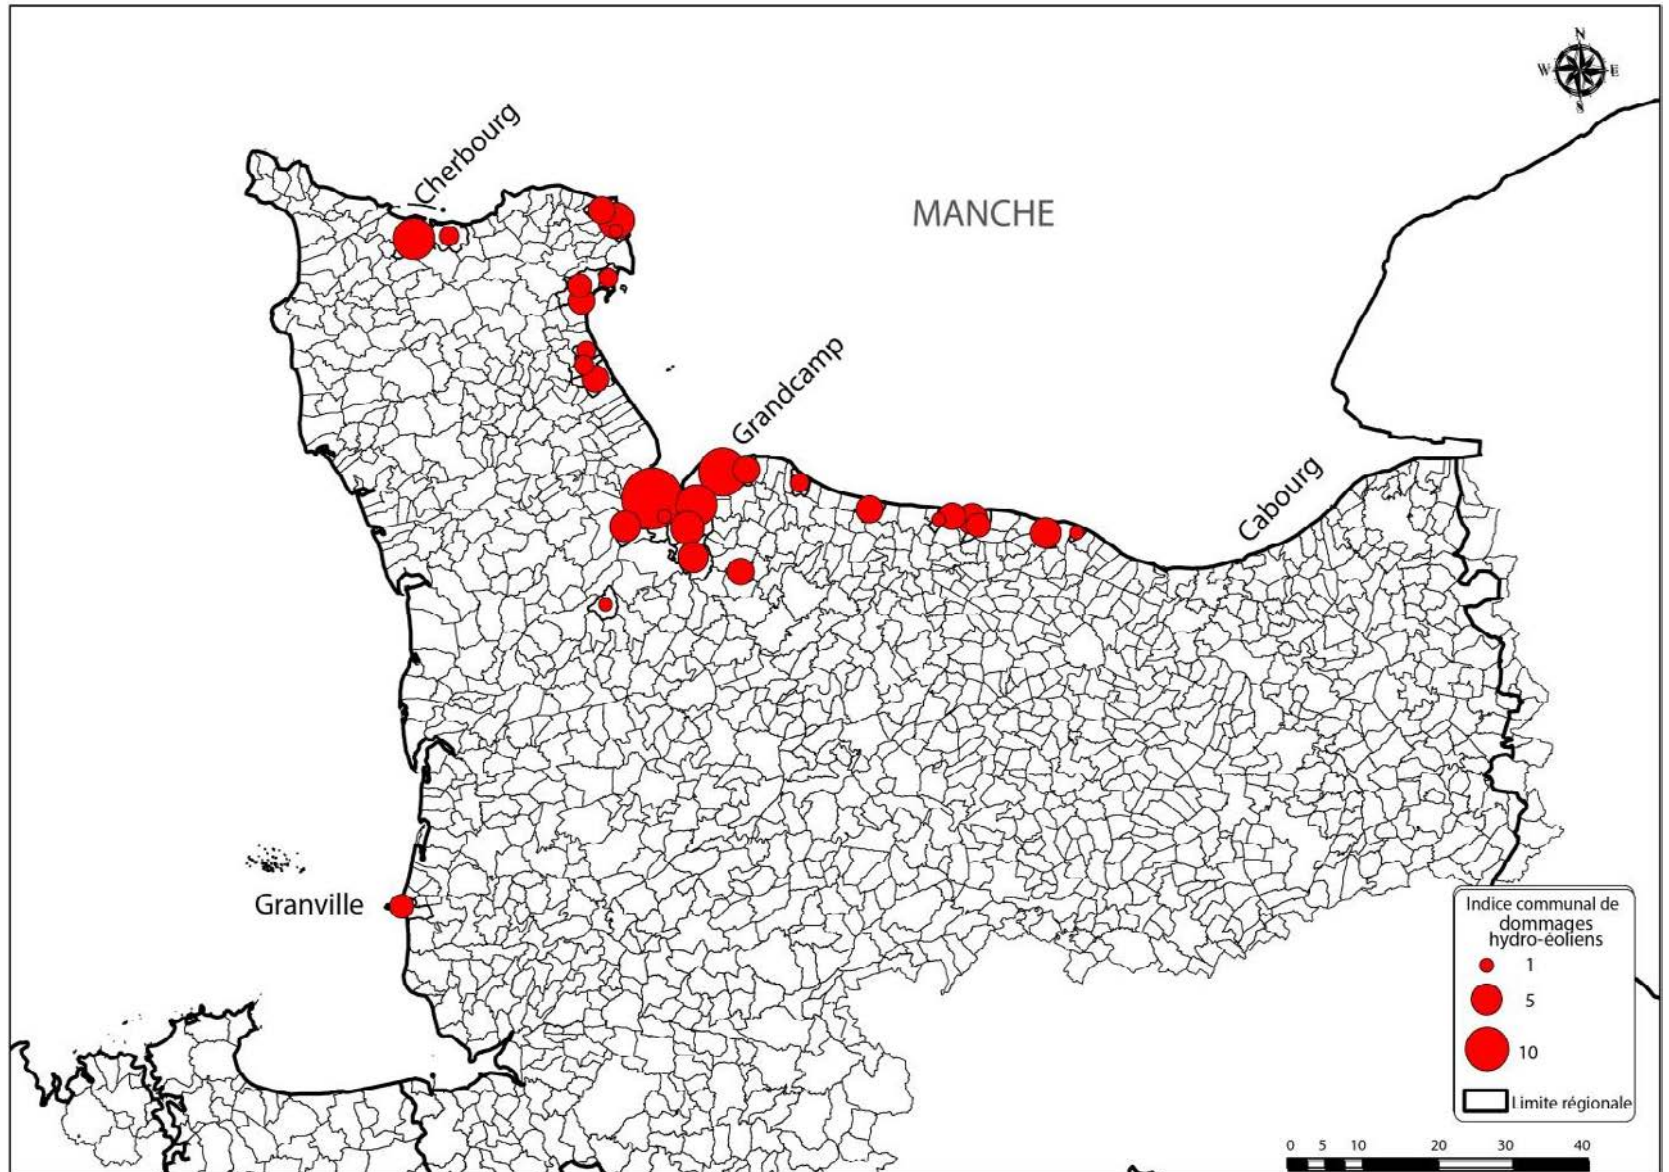 N
W E
S
Cherbourg
MANCHE
Grandcamp
Cabourg
Granville
Indice communal de
dommages
hydro-éoliens
1
5
10
Limite régionale
0 5 10 20 30 40